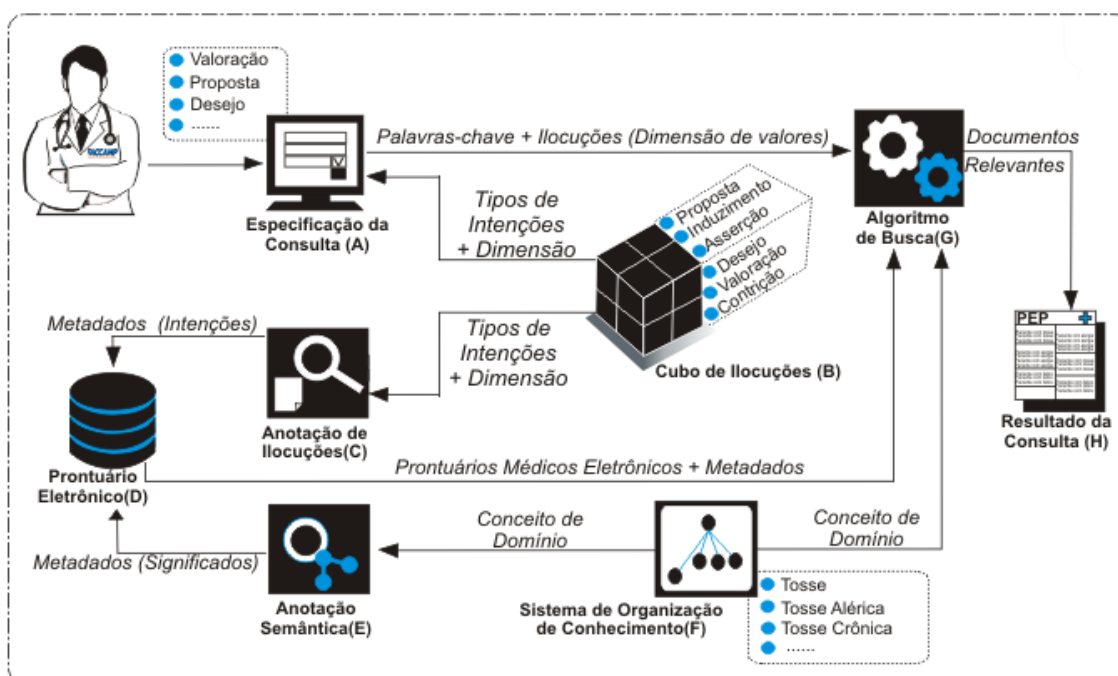 Valoração
Proposta
Desejo
......
FACCAMP
Palavras-chave + Ilocuções (Dimensão de valores)
Documentos
Relevantes
Especificação da
Consulta (A)
Tipos de
Intenções
+ Dimensão
Proposta
Induzimento
Asserção
Desejo
Valoração
Contrição
Algoritmo
de Busca(G)
Metadados (Intenções)
Tipos de
Intenções
+ Dimensão
Cubo de Ilocuções (B)
PEP
Resultado da
Consulta (H)
Anotação de
Ilocuções(C)
Prontuário
Eletrônico(D)
Prontuários Médicos Eletrônicos + Metadados
Conceito de
Domínio
Conceito de
Domínio
Metadados (Significados)
Anotação
Semântica(E)
Sistema de Organização
de Conhecimento(F)
Tosse
Tosse Alérica
Tosse Crônica
......